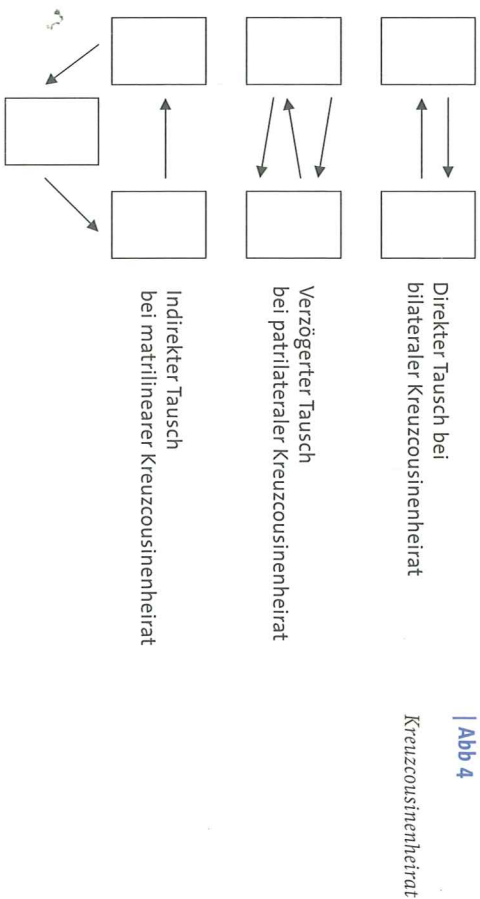 | Abb 4
Kreuzcousinenheirat
Direkter Tausch bei
bilateraler Kreuzcousinenheirat
Verzögerter Tausch
bei patrilateraler Kreuzcousinenheirat
Indirekter Tausch
bei matrilinearer Kreuzcousinenheirat